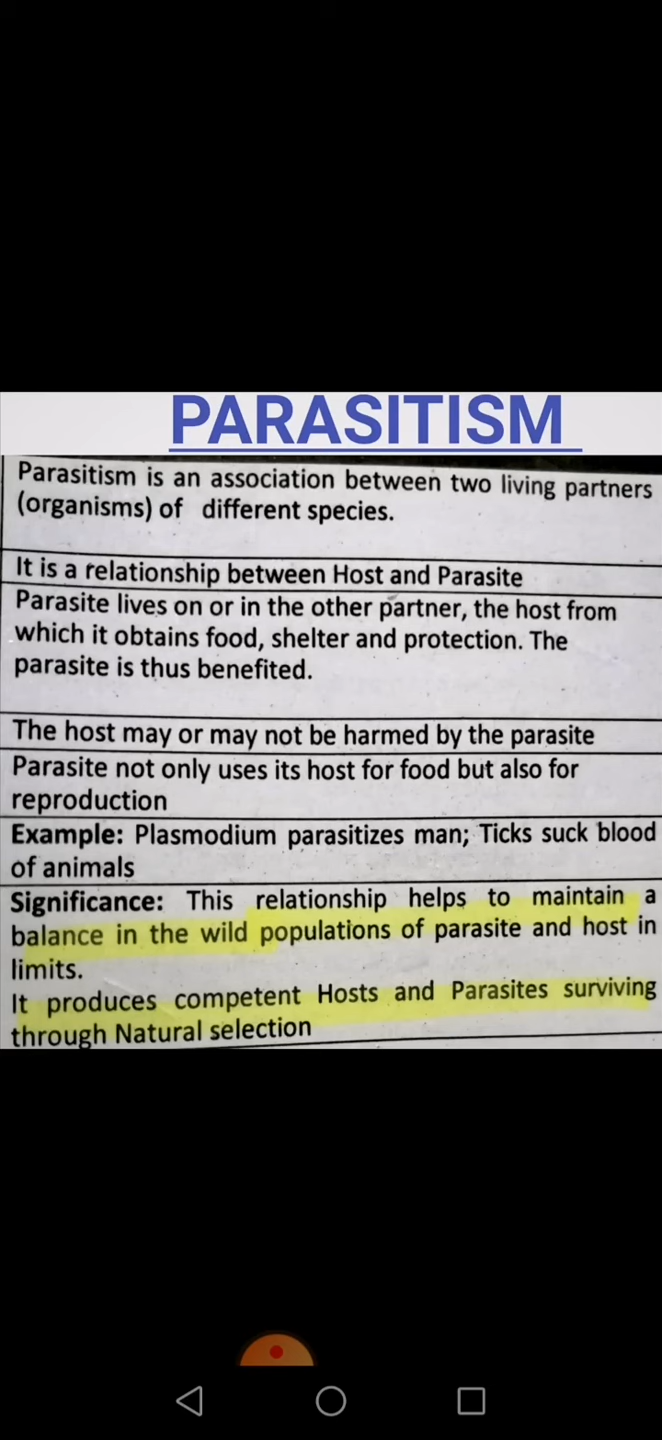 PARASITISM
Parasitism is an association between two living partners
(organisms) of different species.
It is a relationship between Host and Parasite
Parasite lives on or in the other partner, the host from
which it obtains food, shelter and protection. The
parasite is thus benefited.
The host may or may not be harmed by the parasite
Parasite not only uses its host for food but also for
reproduction
Example: Plasmodium parasitizes man; Ticks suck blood
of animals
Significance: This relationship helps to maintain a
balance in the wild populations of parasite and host in
limits.
It produces competent Hosts and Parasites surviving
through Natural selection